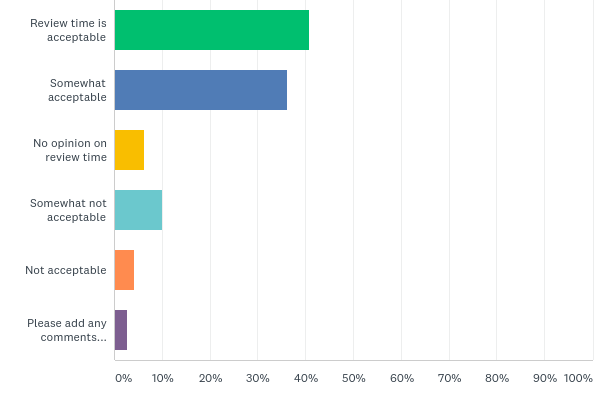 Review time is
acceptable
Somewhat
acceptable
No opinion on
review time
Somewhat not
acceptable
Not acceptable
Please add any
comments...
0% 10% 20% 30% 40% 50% 60% 70% 80% 90% 100%